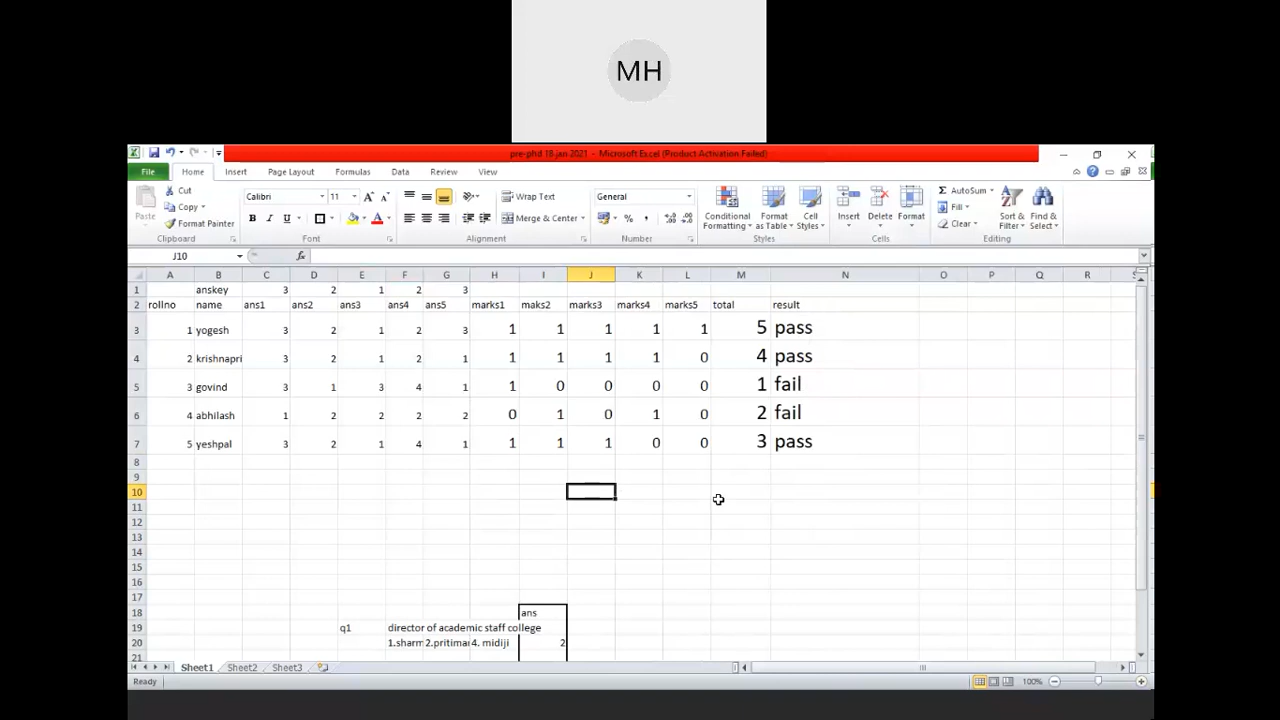 MH
pre-phd 18 jan 2021 - Microsoft Excel (Product Activation Failed)
File Home Insert Page Layout Formulas Data Review View
Cut
Copy
Format Painter
Paste
Clipboard
Calibri 11
B I U
Font
Wrap Text
Merge & Center
Alignment
General
%
Number
Conditional Formatting
Format as Table
Cell Styles
Styles
Insert Delete Format
Cells
AutoSum
Fill
Clear
Sort & Filter
Find & Select
Editing
J10 fx
A B C D E F G H I J K L M N O P Q R S
1 anskey 3 2 1 2 3
2 rollno name ans1 ans2 ans3 ans4 ans5 marks1 maks2 marks3 marks4 marks5 total result
3 1 yogesh 3 2 1 2 3 1 1 1 1 1 5 pass
4 2 krishnapri 3 2 1 2 1 1 1 1 1 0 4 pass
5 3 govind 3 1 3 4 1 1 0 0 0 0 1 fail
6 4 abhilash 1 2 2 2 2 0 1 0 1 0 2 fail
7 5 yeshpal 3 2 1 4 1 1 1 1 0 0 3 pass
8
9
10
11
12
13
14
15
16
17
18 ans
19 q1 director of academic staff college
20 1.sharm 2.pritimai 4. midiji 2
21
Sheet1 Sheet2 Sheet3
Ready 100%